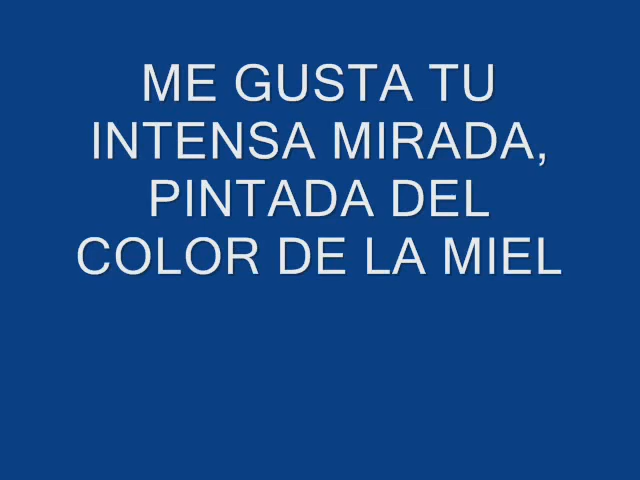 ME GUSTA TU
INTENSA MIRADA,
PINTADA DEL
COLOR DE LA MIEL